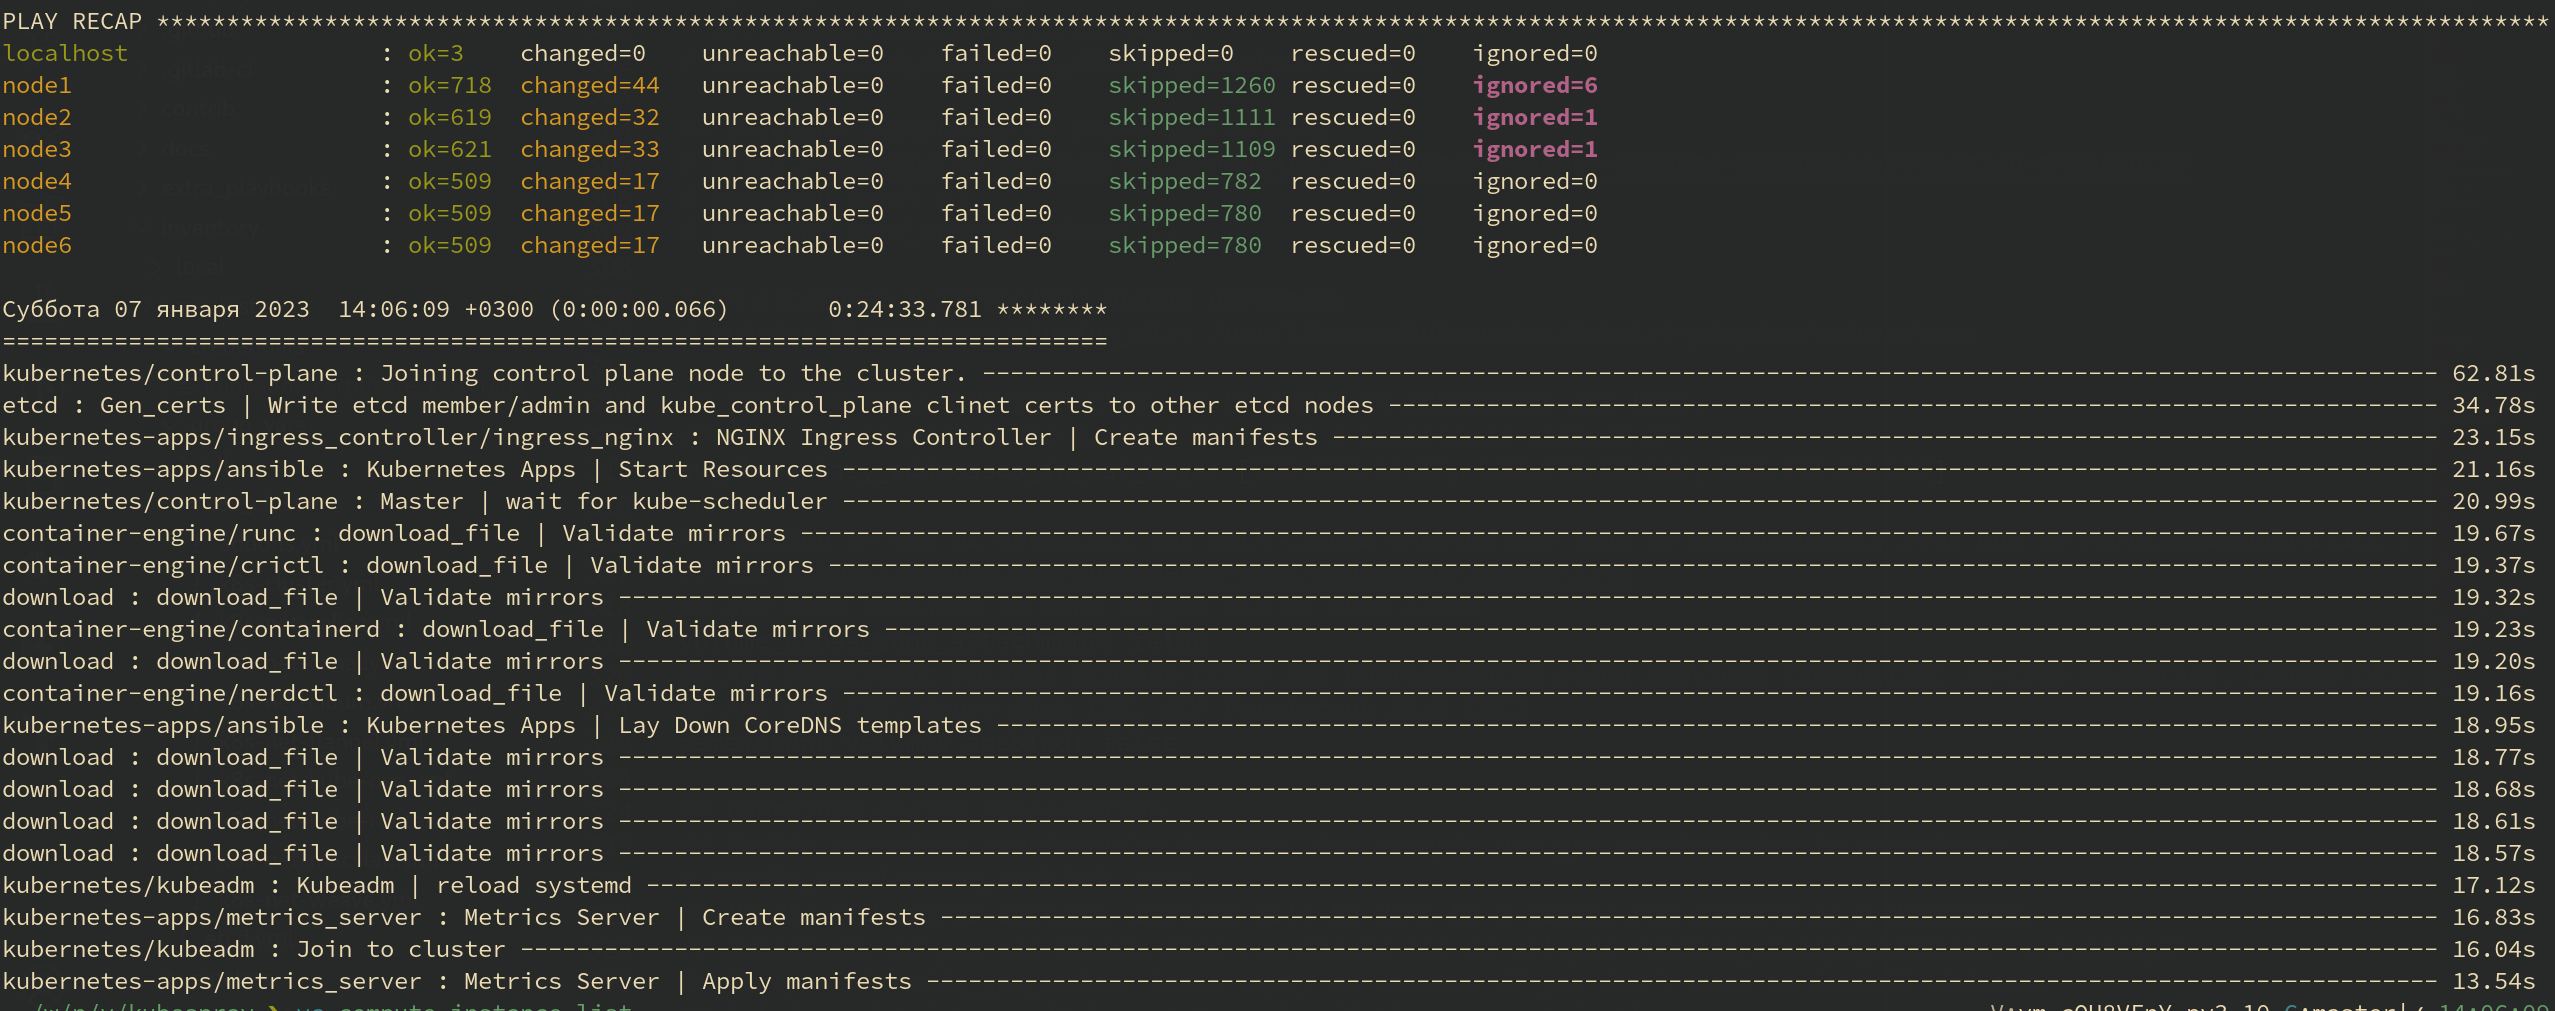 PLAY RECAP *******************************************************************************************************************************************************************
localhost : ok=3 changed=0 unreachable=0 failed=0 skipped=0 rescued=0 ignored=0
node1 : ok=718 changed=44 unreachable=0 failed=0 skipped=1260 rescued=0 ignored=6
node2 : ok=619 changed=32 unreachable=0 failed=0 skipped=1111 rescued=0 ignored=1
node3 : ok=621 changed=33 unreachable=0 failed=0 skipped=1109 rescued=0 ignored=1
node4 : ok=509 changed=17 unreachable=0 failed=0 skipped=782 rescued=0 ignored=0
node5 : ok=509 changed=17 unreachable=0 failed=0 skipped=780 rescued=0 ignored=0
node6 : ok=509 changed=17 unreachable=0 failed=0 skipped=780 rescued=0 ignored=0
Суббота 07 января 2023 14:06:09 +0300 (0:00:00.066) 0:24:33.781 ********
===============================================================================
kubernetes/control-plane : Joining control plane node to the cluster. --- 62.81s
etcd : Gen_certs | Write etcd member/admin and kube_control_plane clinet certs to other etcd nodes --- 34.78s
kubernetes-apps/ingress_controller/ingress_nginx : NGINX Ingress Controller | Create manifests --- 23.15s
kubernetes-apps/ansible : Kubernetes Apps | Start Resources --- 21.16s
kubernetes/control-plane : Master | wait for kube-scheduler --- 20.99s
container-engine/runc : download_file | Validate mirrors --- 19.67s
container-engine/crictl : download_file | Validate mirrors --- 19.37s
download : download_file | Validate mirrors --- 19.32s
container-engine/containerd : download_file | Validate mirrors --- 19.23s
download : download_file | Validate mirrors --- 19.20s
container-engine/nerdctl : download_file | Validate mirrors --- 19.16s
kubernetes-apps/ansible : Kubernetes Apps | Lay Down CoreDNS templates --- 18.95s
download : download_file | Validate mirrors --- 18.77s
download : download_file | Validate mirrors --- 18.68s
download : download_file | Validate mirrors --- 18.61s
download : download_file | Validate mirrors --- 18.57s
kubernetes/kubeadm : Kubeadm | reload systemd --- 17.12s
kubernetes-apps/metrics_server : Metrics Server | Create manifests --- 16.83s
kubernetes/kubeadm : Join to cluster --- 16.04s
kubernetes-apps/metrics_server : Metrics Server | Apply manifests --- 13.54s